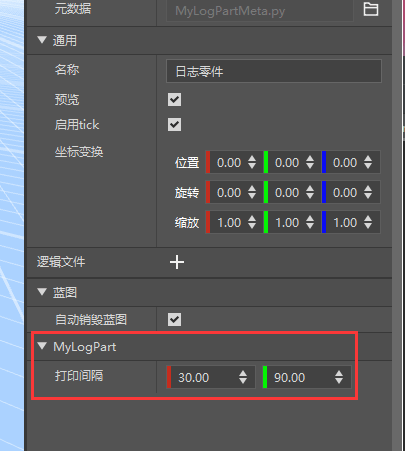 元数据 MyLogPartMeta.py
通用
名称 日志零件
预览
启用tick
坐标变换 位置 0.00 0.00 0.00
旋转 0.00 0.00 0.00
缩放 1.00 1.00 1.00
逻辑文件
蓝图
自动销毁蓝图
MyLogPart
打印间隔 30.00 90.00